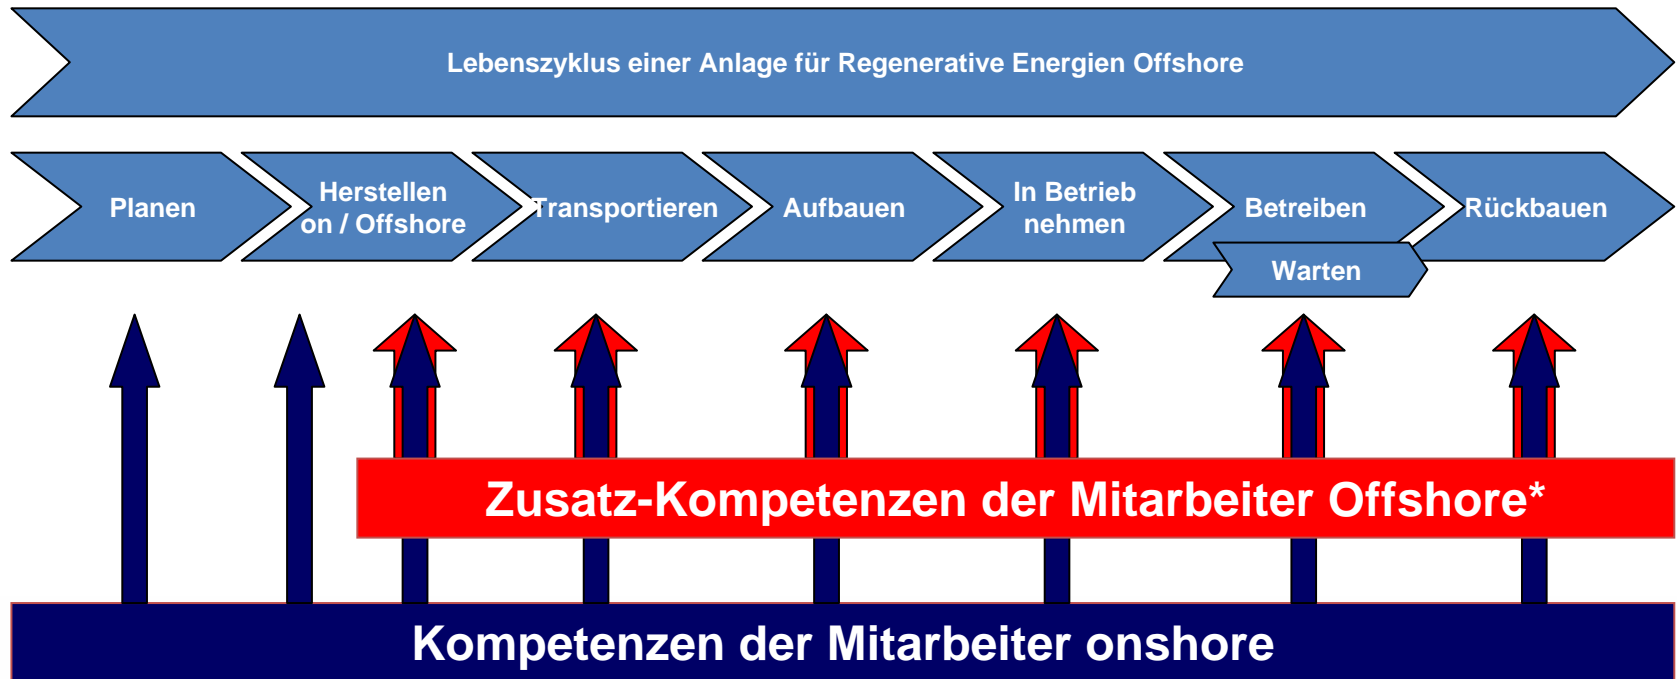 Lebenszyklus einer Anlage für Regenerative Energien Offshore
Planen
Herstellen
on / Offshore
Transportieren
Aufbauen
In Betrieb
nehmen
Betreiben
Rückbauen
Warten
Zusatz-Kompetenzen der Mitarbeiter Offshore*
Kompetenzen der Mitarbeiter onshore